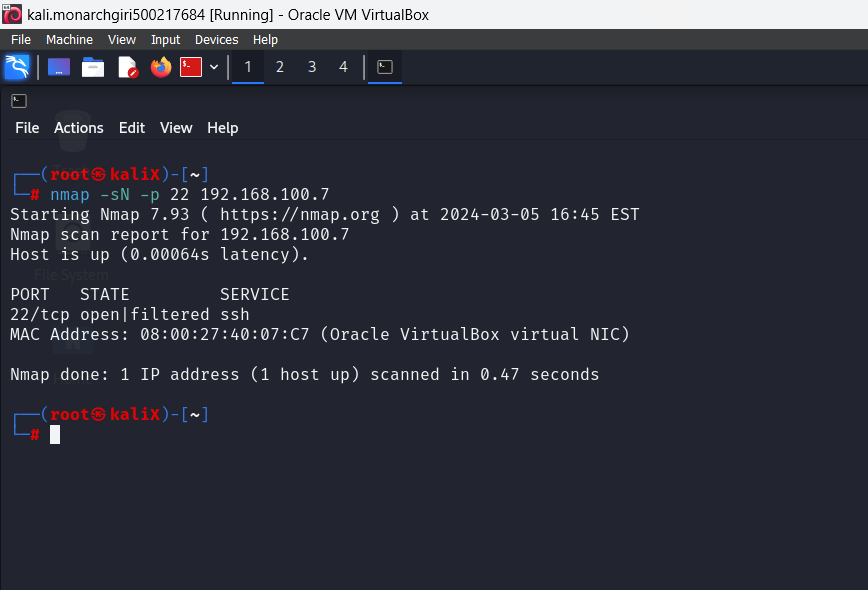 kali.monarchgiri500217684 [Running] - Oracle VM VirtualBox
File Machine View Input Devices Help
1 2 3 4
File Actions Edit View Help
┌──(root㉿kaliX)-[~]
└─# nmap -sN -p 22 192.168.100.7
Starting Nmap 7.93 ( https://nmap.org ) at 2024-03-05 16:45 EST
Nmap scan report for 192.168.100.7
Host is up (0.00064s latency).
File System
PORT   STATE         SERVICE
22/tcp open|filtered ssh
MAC Address: 08:00:27:40:07:C7 (Oracle VirtualBox virtual NIC)
Nmap done: 1 IP address (1 host up) scanned in 0.47 seconds
┌──(root㉿kaliX)-[~]
└─#